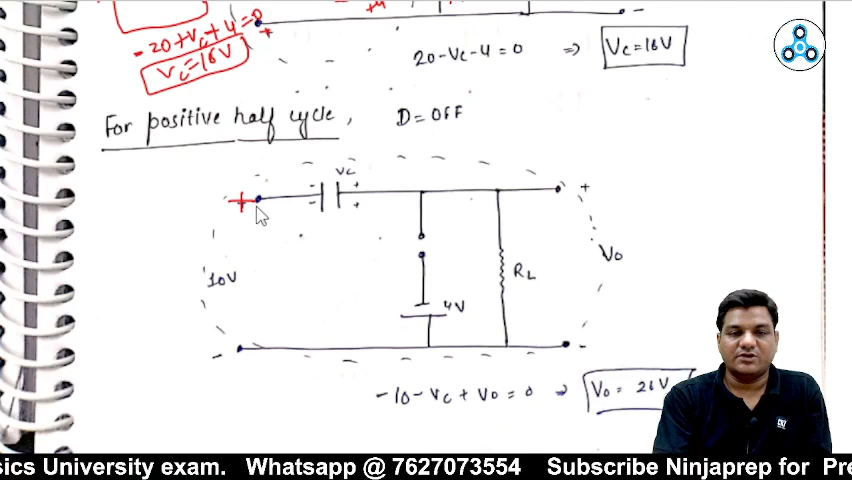 +4
- 20 + Vc + 4 = 0
+ -
Vc = 16V
20 - Vc - 4 = 0 ⇒ Vc = 16V
For positive half cycle, D = OFF
Vc
- +
+ - + +
10V Vo
RL
4V
- -
-10 - Vc + Vo = 0 ⇒ Vo = 26V
sics University exam. Whatsapp @ 7627073554 Subscribe Ninjaprep for Pre